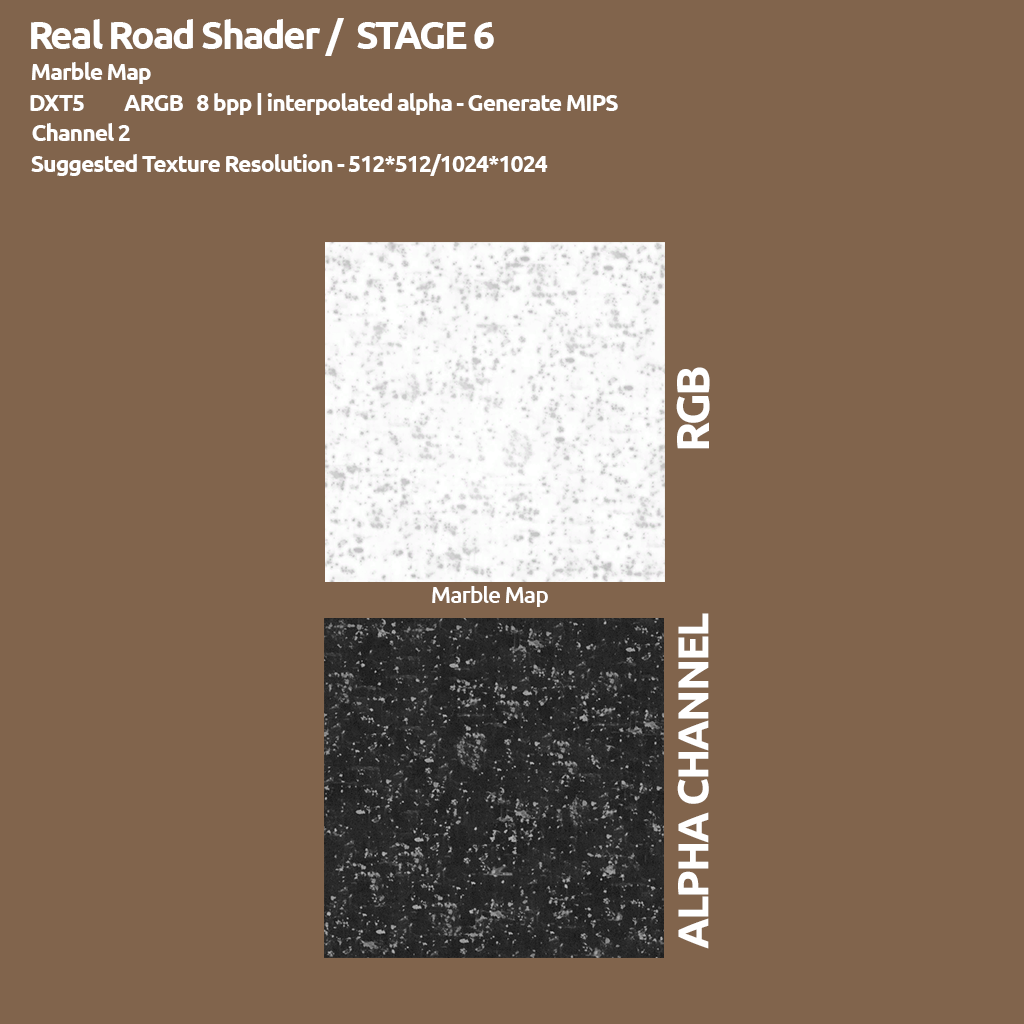 Real Road Shader / STAGE 6
Marble Map
DXT5 ARGB 8 bpp | interpolated alpha - Generate MIPS
Channel 2
Suggested Texture Resolution - 512*512/1024*1024
RGB
Marble Map
ALPHA CHANNEL